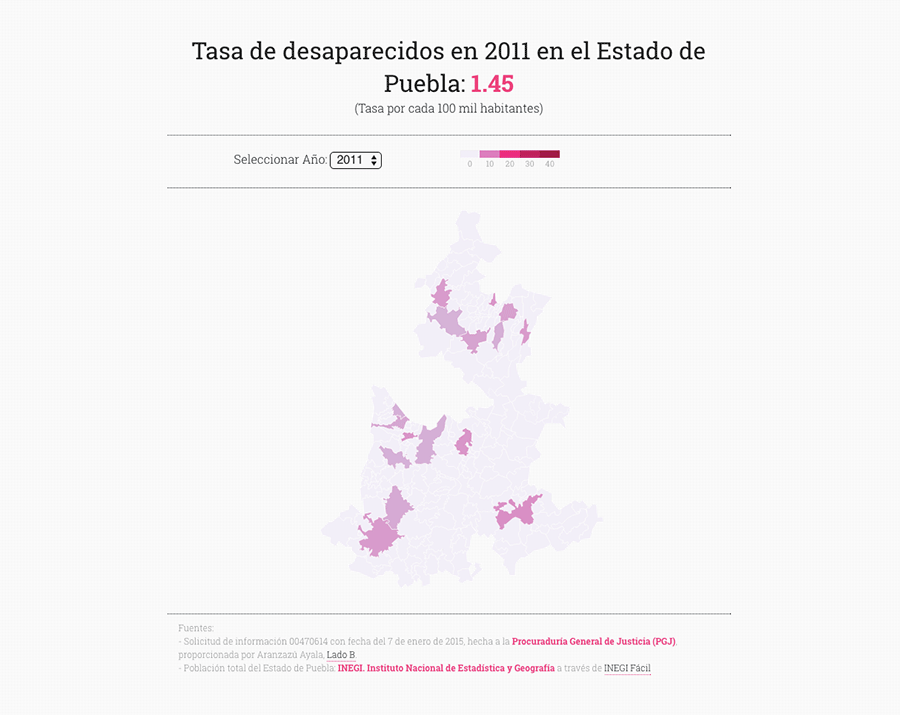 Tasa de desaparecidos en 2011 en el Estado de
Puebla: 1.45
(Tasa por cada 100 mil habitantes)
Seleccionar Año: 2011
0 10 20 30 40
Fuentes:
- Solicitud de información 00470614 con fecha del 7 de enero de 2015, hecha a la Procuraduría General de Justicia (PGJ),
proporcionada por Aranzazú Ayala, Lado B.
- Población total del Estado de Puebla: INEGI. Instituto Nacional de Estadística y Geografía a través de INEGI Fácil